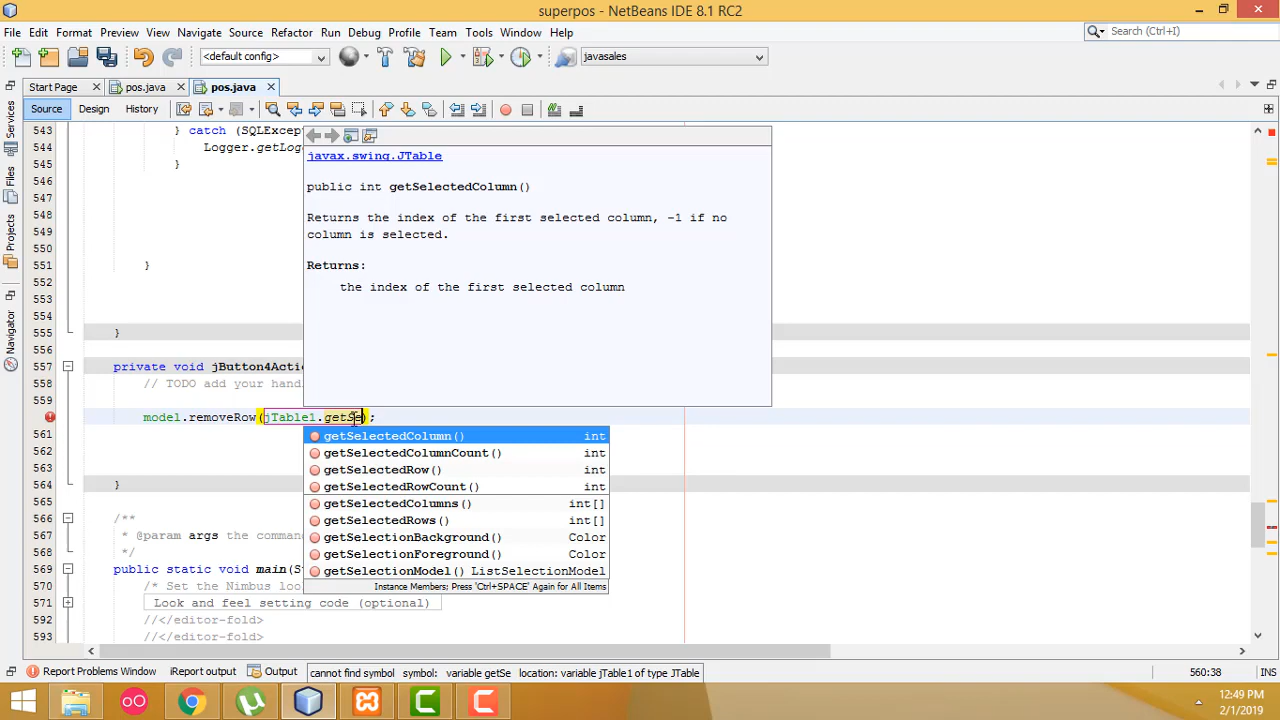 superpos - NetBeans IDE 8.1 RC2
File Edit Format Preview View Navigate Source Refactor Run Debug Profile Team Tools Window Help
Search (Ctrl+I)
<default config>
javasales
Start Page
pos.java
pos.java
Source Design History
Services
Files
Projects
Navigator
543 } catch (SQLExcep
544 Logger.getLog
545 }
546
547
548
549
550
551 }
552
553
555 }
556
557 private void jButton4Acti
558 // TODO add your hand
559
model.removeRow(jTable1.getSe);
561
562
563
564 }
565
566 /**
567 * @param args the comman
568 */
569 public static void main(S
570 /* Set the Nimbus loo
571 Look and feel setting code (optional)
592 //</editor-fold>
593 //</editor-fold>
javax.swing.JTable
public int getSelectedColumn()
Returns the index of the first selected column, -1 if no
column is selected.
Returns:
the index of the first selected column
getSelectedColumn() int
getSelectedColumnCount() int
getSelectedRow() int
getSelectedRowCount() int
getSelectedColumns() int[]
getSelectedRows() int[]
getSelectionBackground() Color
getSelectionForeground() Color
getSelectionModel() ListSelectionModel
Instance Members; Press 'Ctrl+SPACE' Again for All Items
Report Problems Window iReport output Output cannot find symbol symbol: variable getSe location: variable jTable1 of type JTable
560:38 INS
12:49 PM
2/1/2019